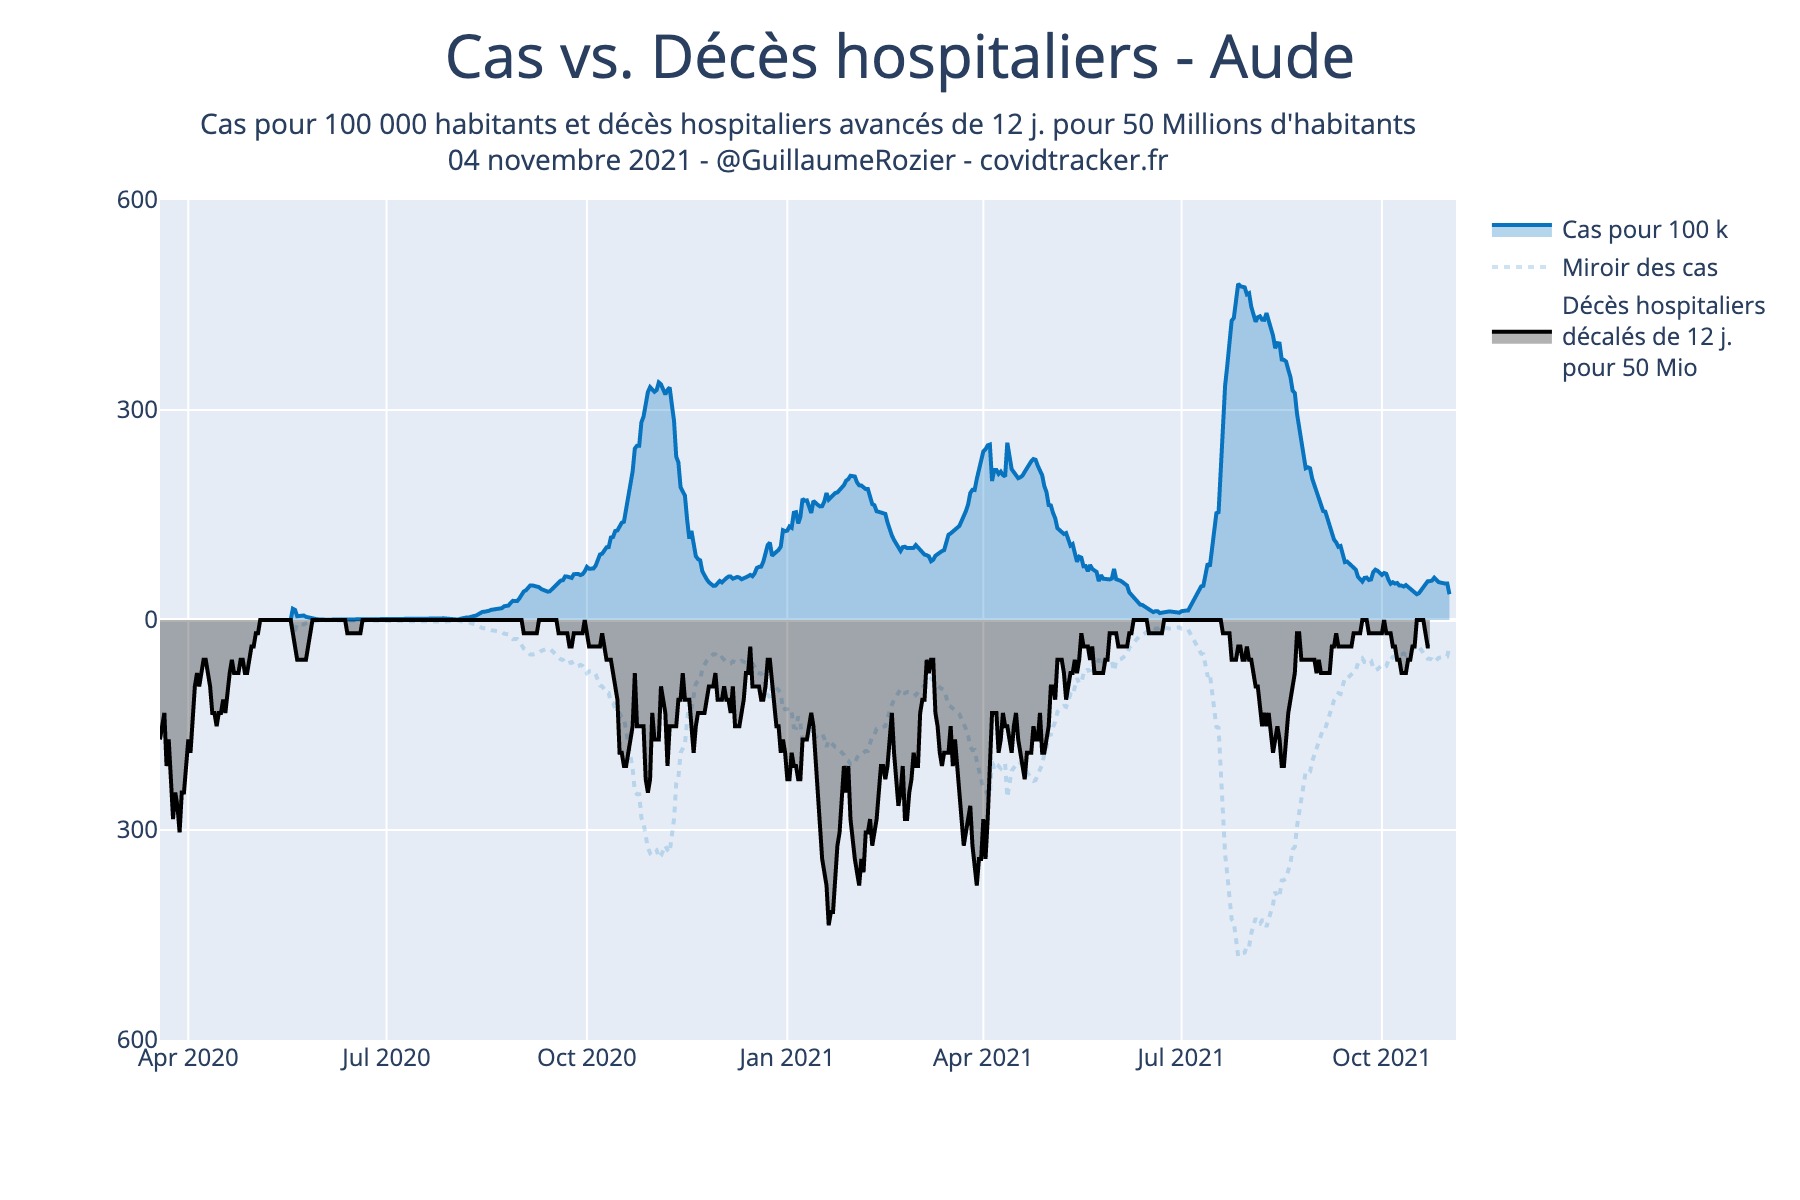 Cas vs. Décès hospitaliers - Aude
Cas pour 100 000 habitants et décès hospitaliers avancés de 12 j. pour 50 Millions d'habitants
04 novembre 2021 - @GuillaumeRozier - covidtracker.fr
600
300
0
300
600
Apr 2020
Jul 2020
Oct 2020
Jan 2021
Apr 2021
Jul 2021
Oct 2021
Cas pour 100 k
Miroir des cas
Décès hospitaliers
décalés de 12 j.
pour 50 Mio